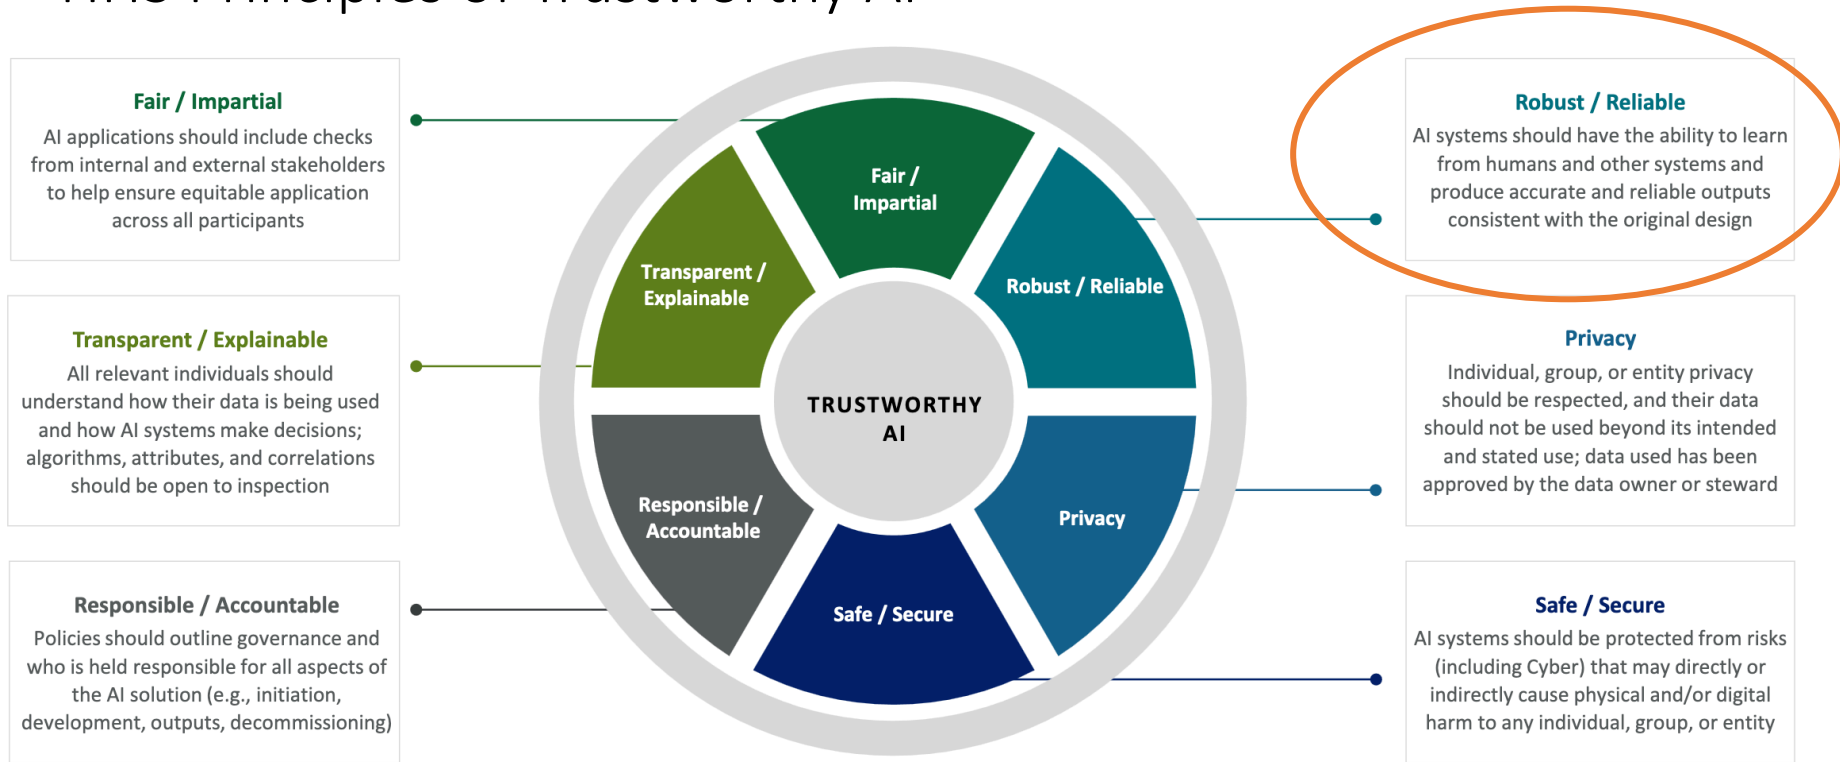 HHS Principles of Trustworthy AI
Fair / Impartial
AI applications should include checks
from internal and external stakeholders
to help ensure equitable application
across all participants
Transparent / Explainable
All relevant individuals should
understand how their data is being used
and how AI systems make decisions;
algorithms, attributes, and correlations
should be open to inspection
Responsible / Accountable
Policies should outline governance and
who is held responsible for all aspects of
the AI solution (e.g., initiation,
development, outputs, decommissioning)
Fair /
Impartial
Transparent /
Explainable
Robust / Reliable
TRUSTWORTHY
AI
Responsible /
Accountable
Privacy
Safe / Secure
Robust / Reliable
AI systems should have the ability to learn
from humans and other systems and
produce accurate and reliable outputs
consistent with the original design
Privacy
Individual, group, or entity privacy
should be respected, and their data
should not be used beyond its intended
and stated use; data used has been
approved by the data owner or steward
Safe / Secure
AI systems should be protected from risks
(including Cyber) that may directly or
indirectly cause physical and/or digital
harm to any individual, group, or entity